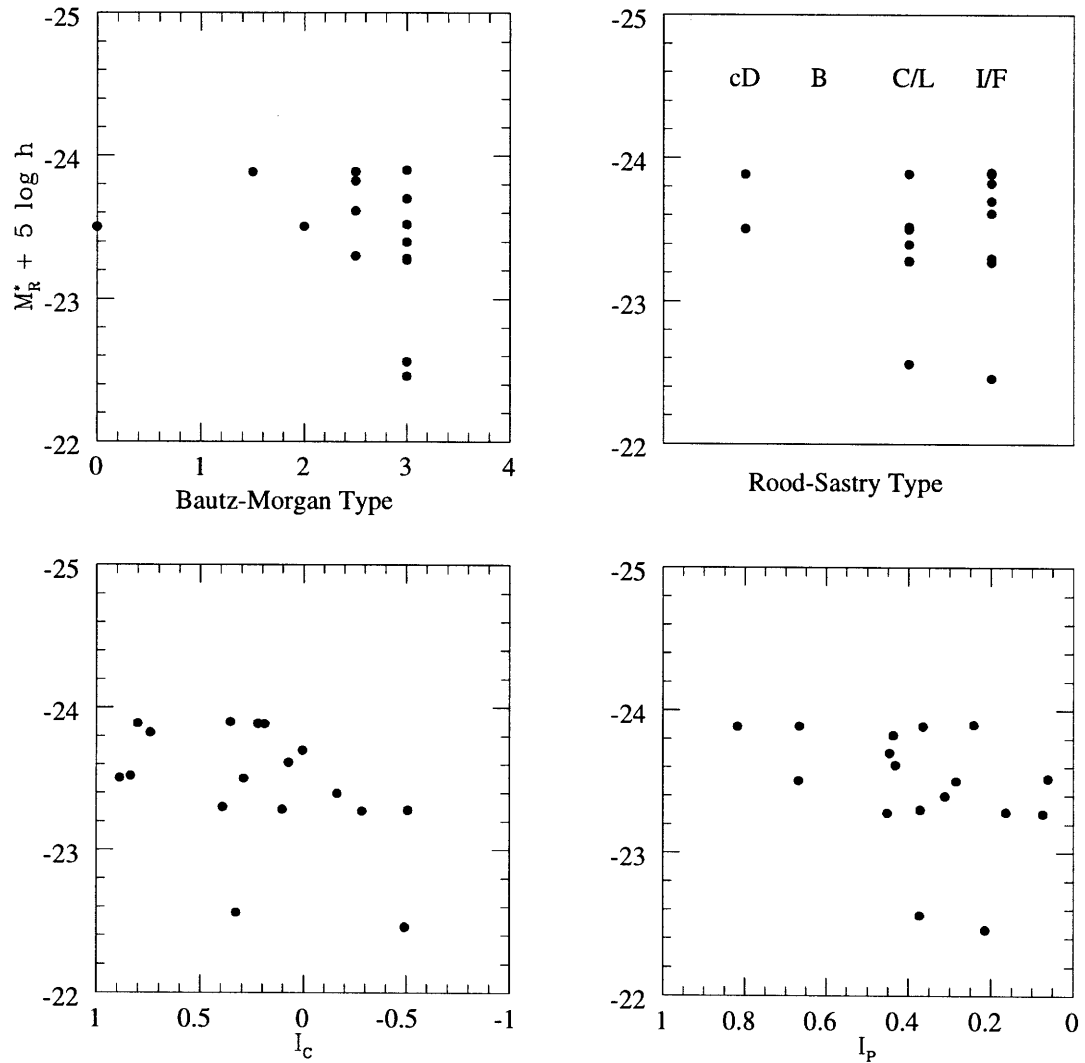 -25
-24
-23
-22
M*R + 5 log h
0 1 2 3 4
Bautz-Morgan Type
-25
-24
-23
-22
cD B C/L I/F
Rood-Sastry Type
-25
-24
-23
-22
1 0.5 0 -0.5 -1
IC
-25
-24
-23
-22
1 0.8 0.6 0.4 0.2 0
IP